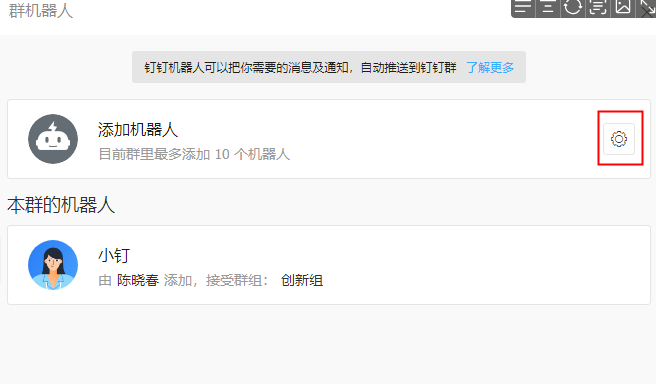 群机器人
钉钉机器人可以把你需要的消息及通知，自动推送到钉钉群 了解更多
添加机器人
目前群里最多添加 10 个机器人
本群的机器人
小钉
由 陈晓春 添加，接受群组： 创新组